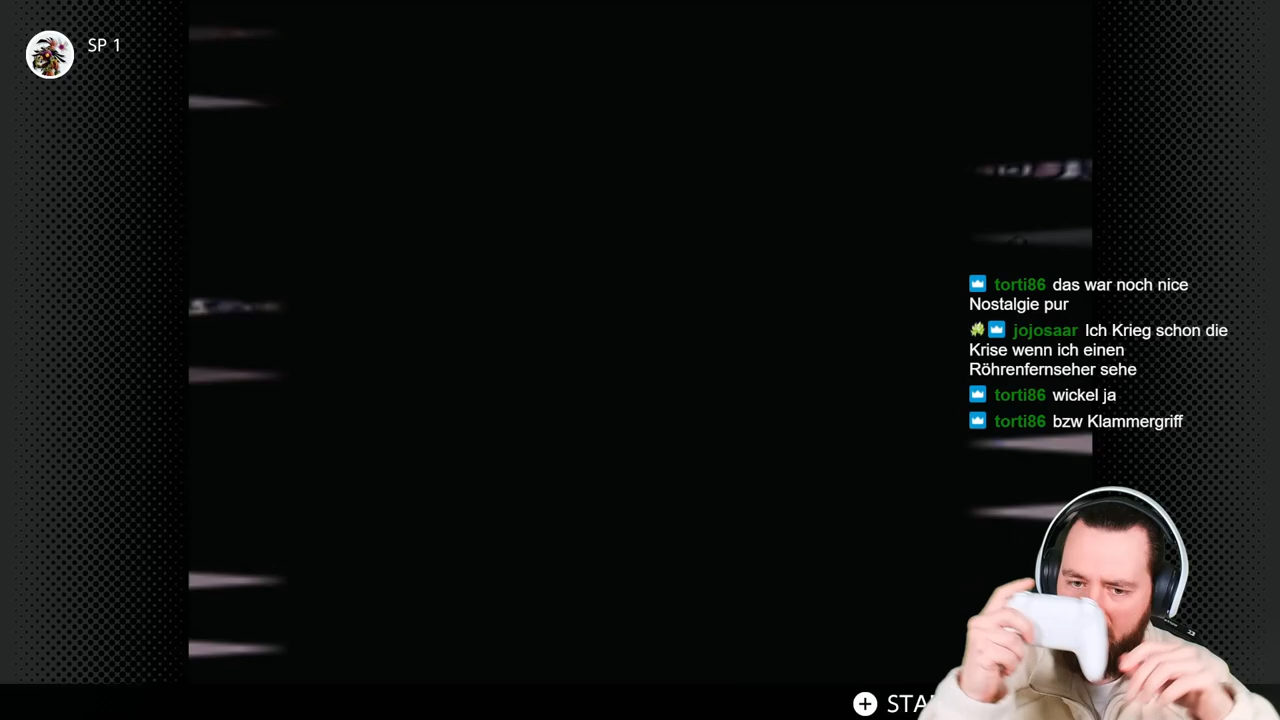 SP 1
torti86 das war noch nice
Nostalgie pur
jojosaar Ich Krieg schon die
Krise wenn ich einen
Röhrenfernseher sehe
torti86 wickel ja
torti86 bzw Klammergriff